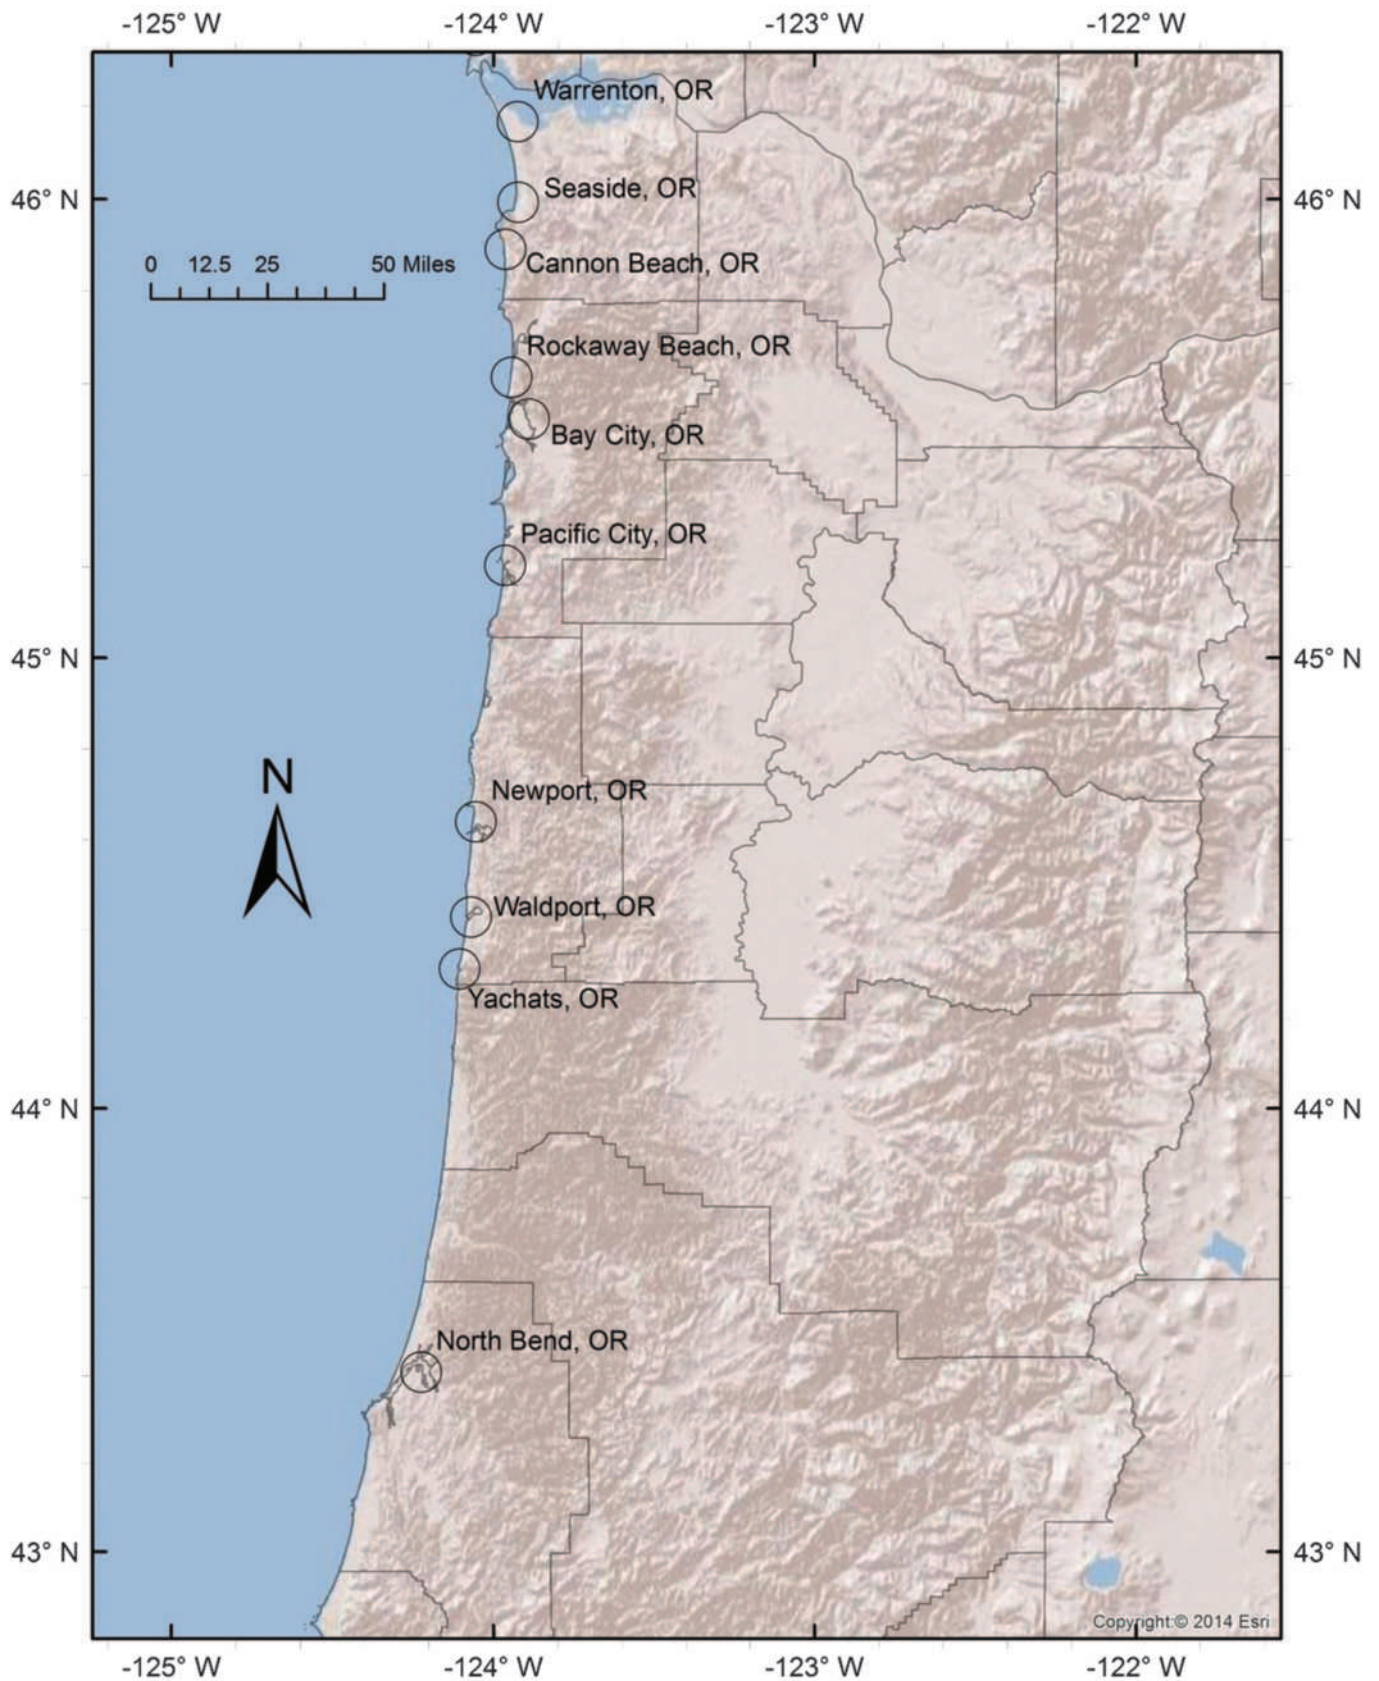 -125° W -124° W -123° W -122° W
Warrenton, OR
Seaside, OR
46° N 46° N
Cannon Beach, OR
0 12.5 25 50 Miles
Rockaway Beach, OR
Bay City, OR
Pacific City, OR
45° N 45° N
N
Newport, OR
Waldport, OR
Yachats, OR
44° N 44° N
North Bend, OR
43° N 43° N
Copyright:© 2014 Esri
-125° W -124° W -123° W -122° W